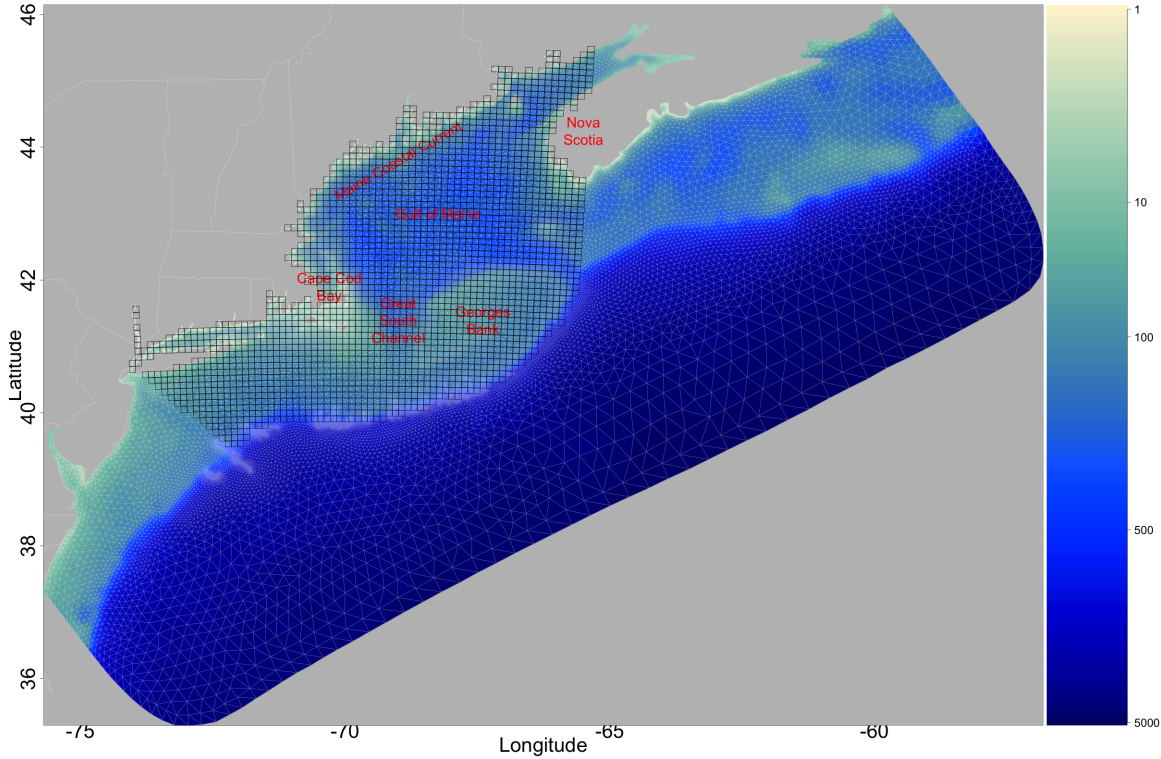 46
1
Nova
Scotia
44
Maine Coastal Current
10
Gulf of Maine
42
Cape Cod
Bay
Great
South
Channel
Georges
Bank
100
Latitude
40
500
38
36
5000
-75
-70
-65
-60
Longitude